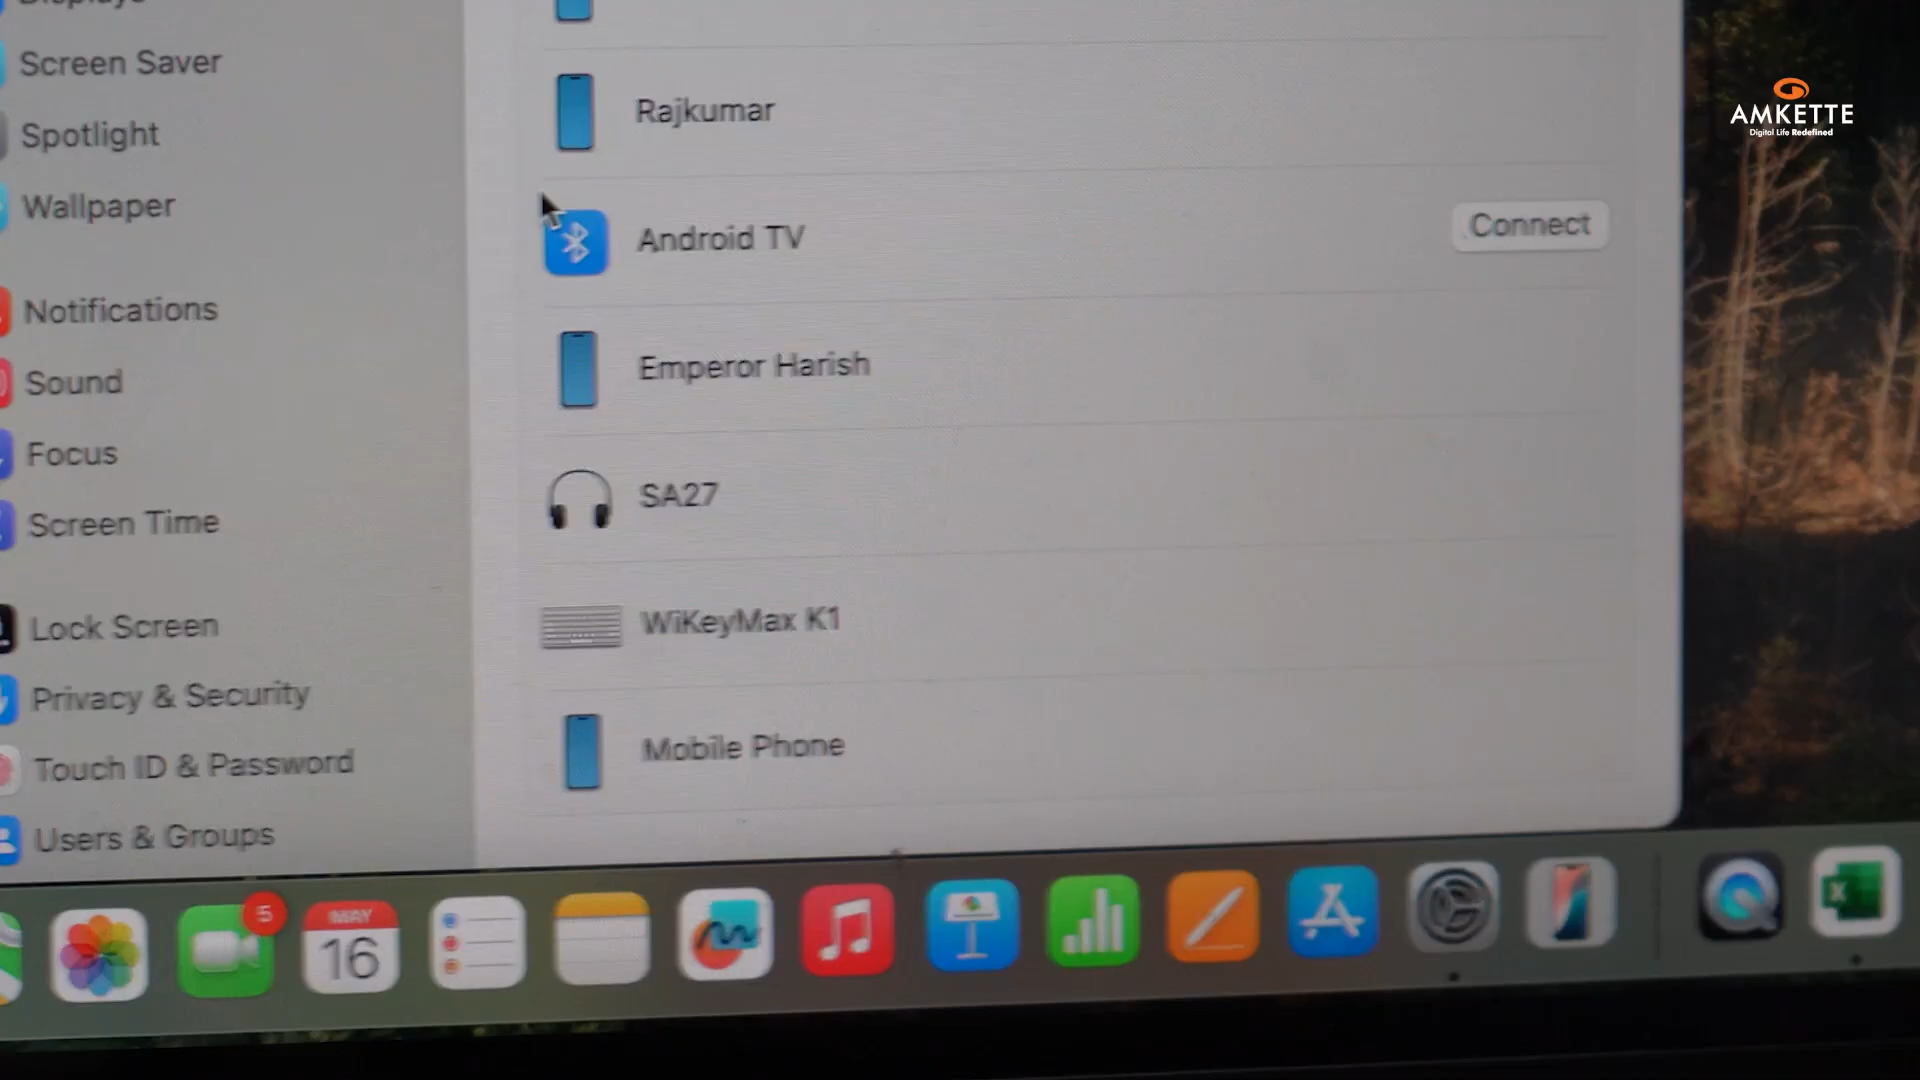 Displays
Screen Saver
Spotlight
Wallpaper
Notifications
Sound
Focus
Screen Time
Lock Screen
Privacy & Security
Touch ID & Password
Users & Groups
Rajkumar
Android TV
Connect
Emperor Harish
SA27
WiKeyMax K1
Mobile Phone
AMKETTE
Digital Life Redefined
5
MAY
16
X